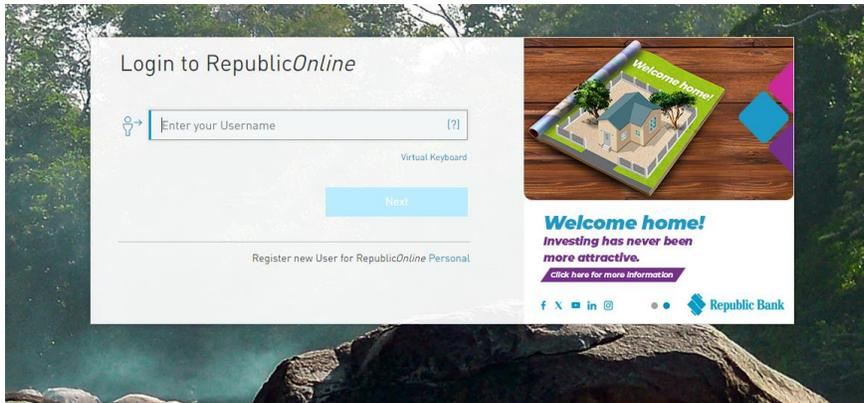 Login to RepublicOnline
Enter your Username
[?]
Virtual Keyboard
Next
Register new User for RepublicOnline Personal
Welcome home!
Welcome home!
Investing has never been
more attractive.
Click here for more information
f X in
Republic Bank